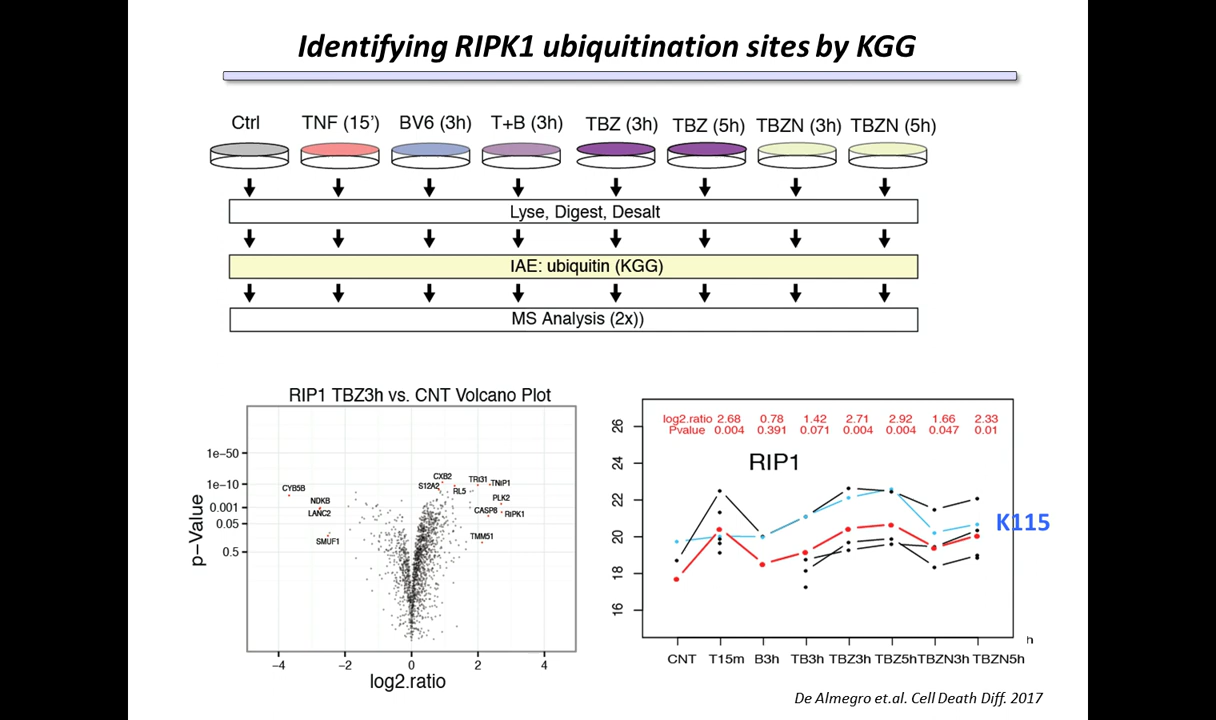 Identifying RIPK1 ubiquitination sites by KGG
Ctrl TNF (15’) BV6 (3h) T+B (3h) TBZ (3h) TBZ (5h) TBZN (3h) TBZN (5h)
Lyse, Digest, Desalt
IAE: ubiquitin (KGG)
MS Analysis (2x))
RIP1 TBZ3h vs. CNT Volcano Plot
p−Value
1e−50
1e−10
0.001
0.05
0.5
CYB5B
NDKB
LANC2
SMUF1
CXB2
S12A2
RL5
TRI31
TNIP1
PLK2
CASP8
RIPK1
TMM51
−4 −2 0 2 4
log2.ratio
26
24
22
20
18
16
log2.ratio 2.68 0.78 1.42 2.71 2.92 1.66 2.33
Pvalue 0.004 0.391 0.071 0.004 0.004 0.047 0.01
RIP1
K115
h
CNT T15m B3h TB3h TBZ3h TBZ5h TBZN3h TBZN5h
De Almegro et.al. Cell Death Diff. 2017